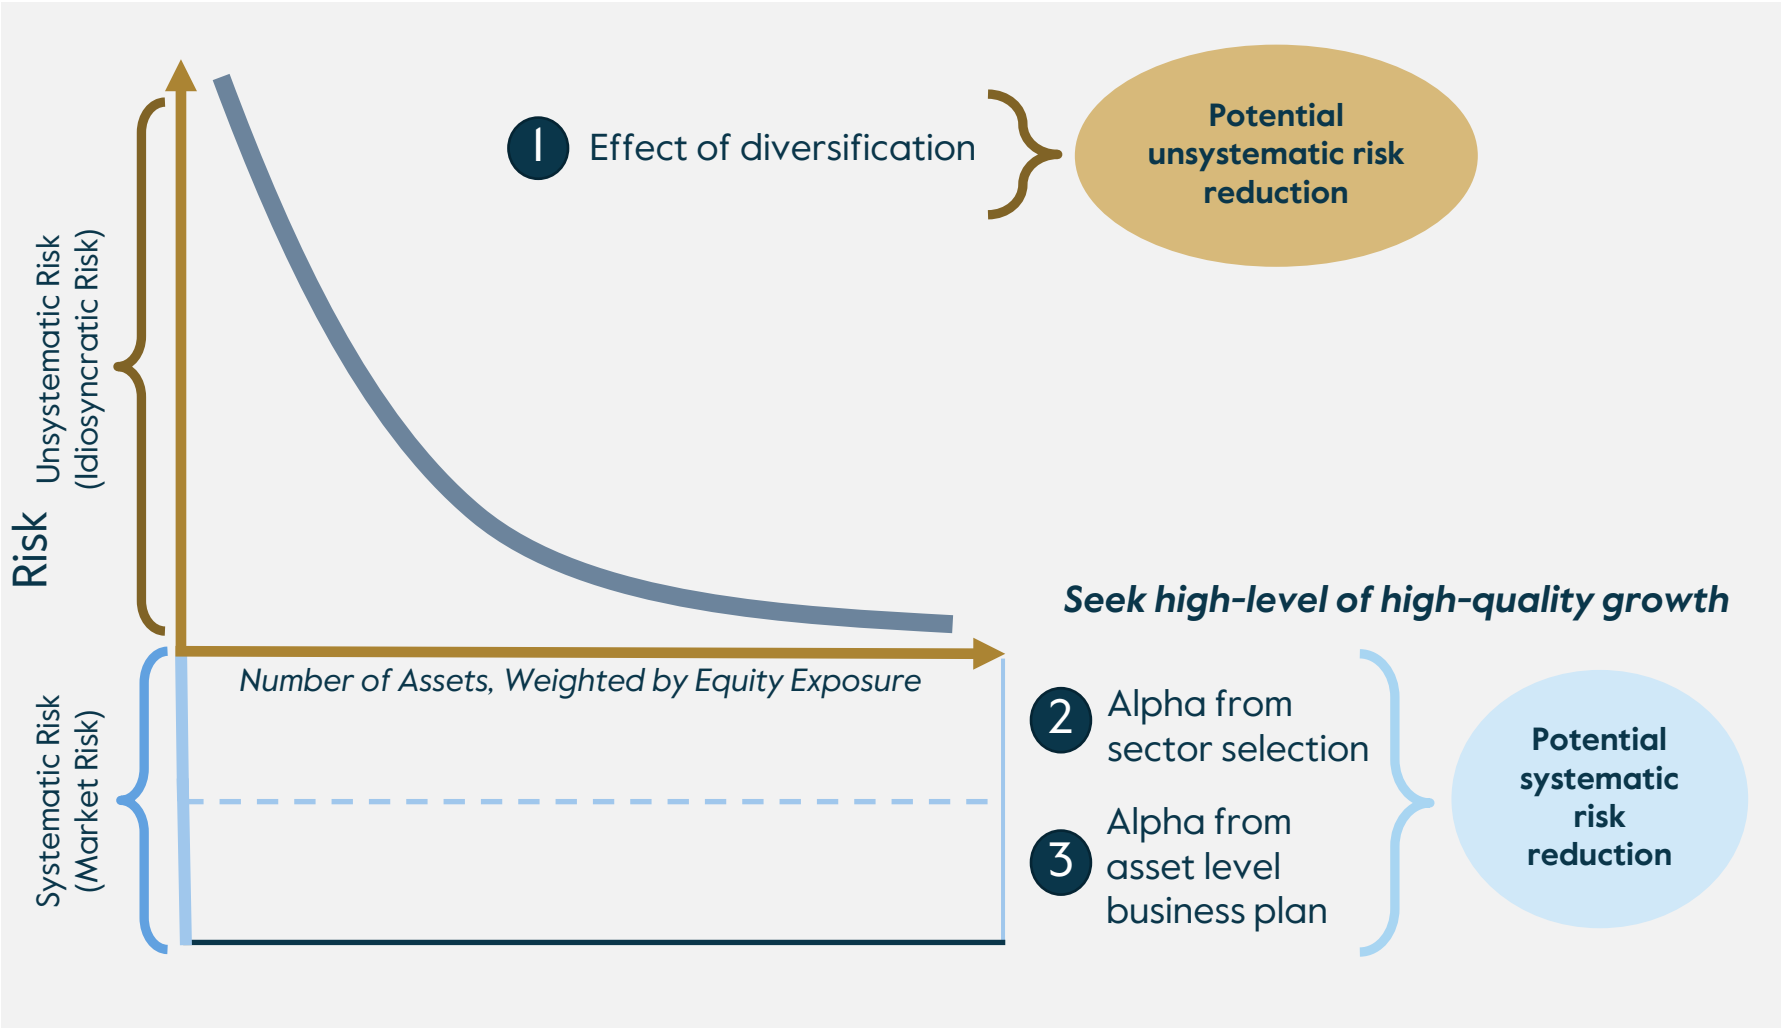 1 Effect of diversification
Potential
unsystematic risk
reduction
Risk
Unsystematic Risk
(Idiosyncratic Risk)
Seek high-level of high-quality growth
Number of Assets, Weighted by Equity Exposure
Systematic Risk
(Market Risk)
2 Alpha from
sector selection
3 Alpha from
asset level
business plan
Potential
systematic
risk
reduction